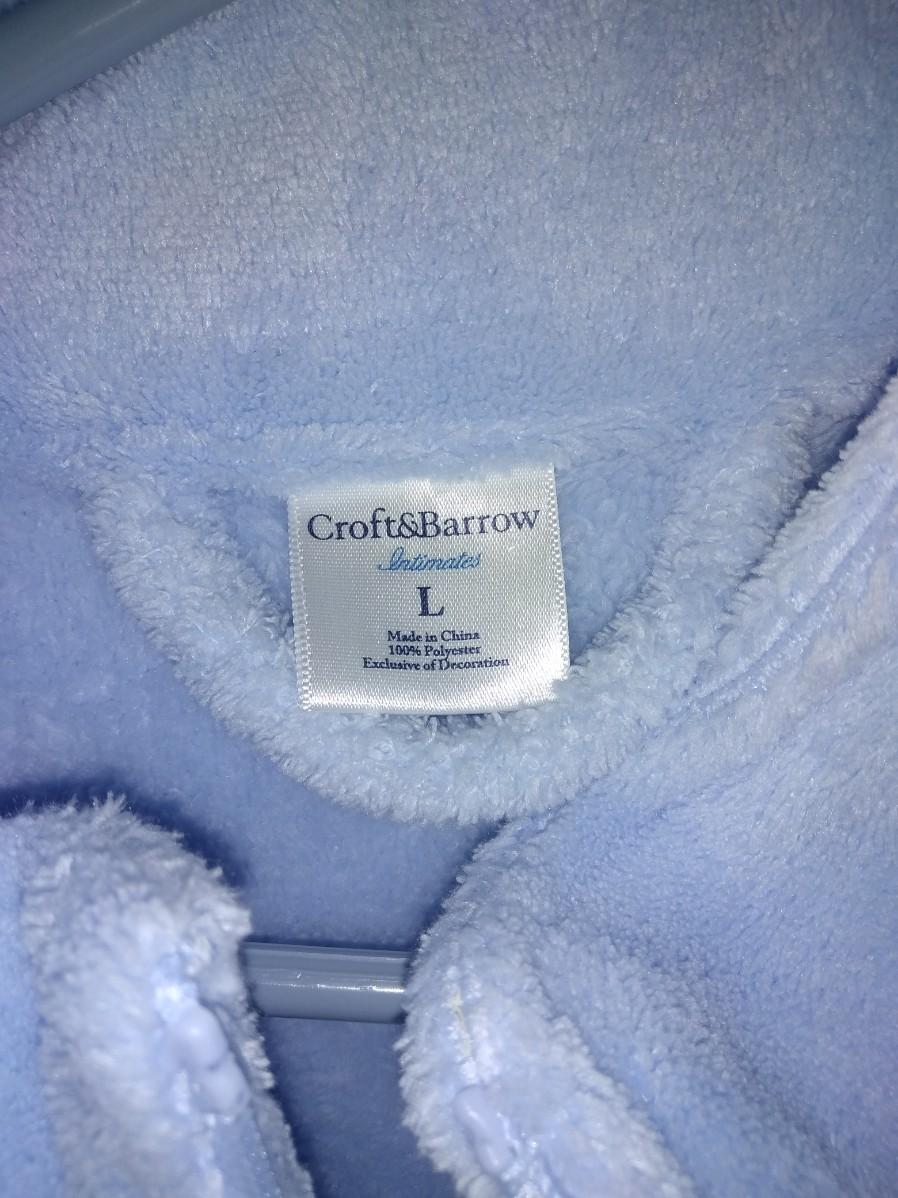 Croft&Barrow
Intimates
L
Made in China
100% Polyester
Exclusive of Decoration